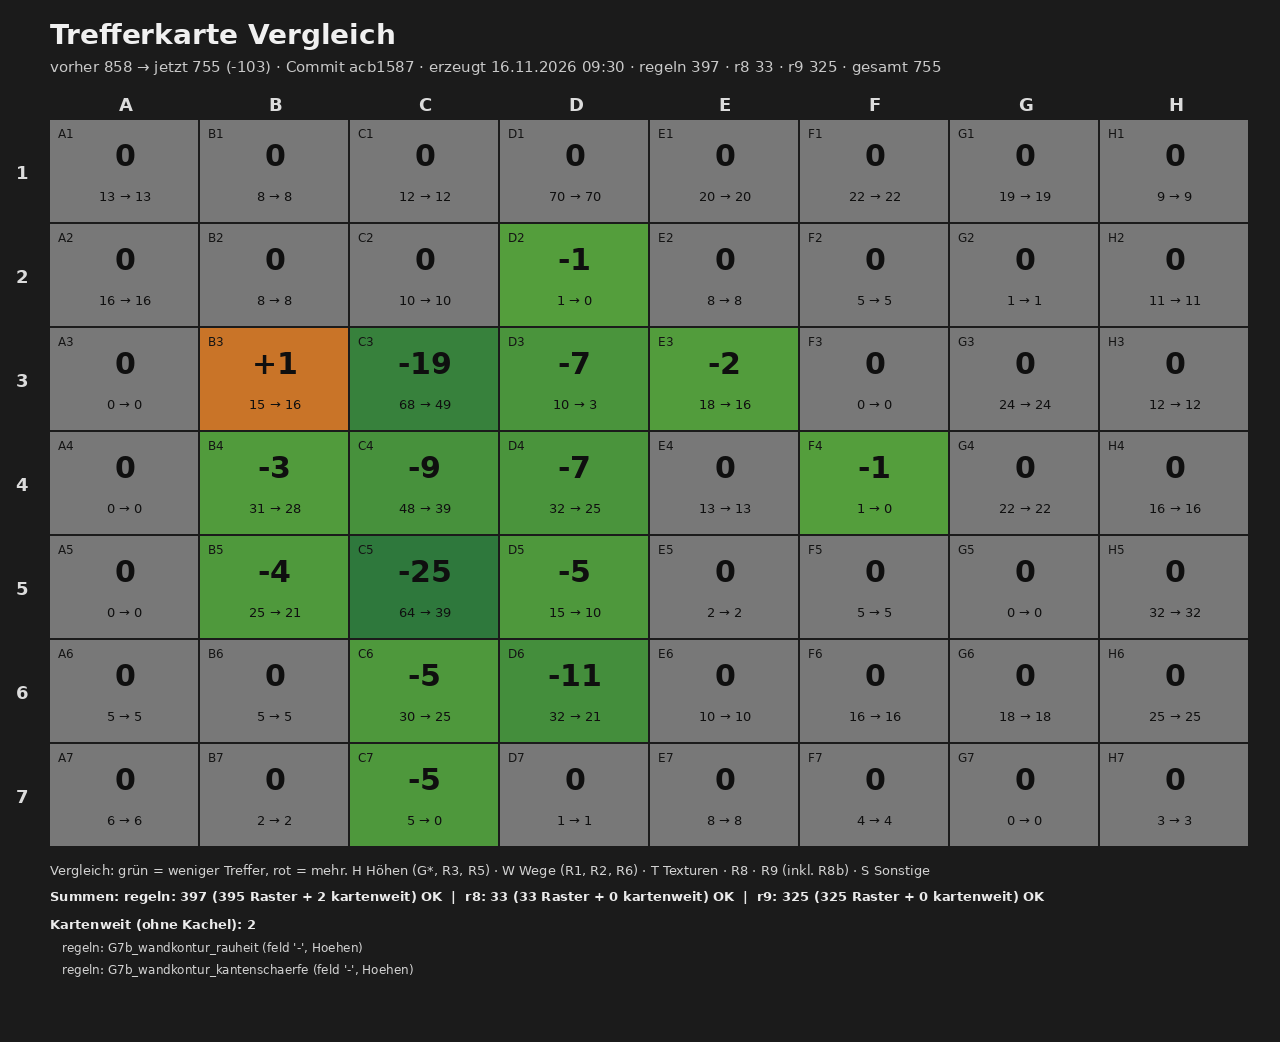 Trefferkarte Vergleich
vorher 858 → jetzt 755 (-103) · Commit acb1587 · erzeugt 16.11.2026 09:30 · regeln 397 · r8 33 · r9 325 · gesamt 755
A B C D E F G H
A1 B1 C1 D1 E1 F1 G1 H1
0 0 0 0 0 0 0 0
1
13 → 13 8 → 8 12 → 12 70 → 70 20 → 20 22 → 22 19 → 19 9 → 9
A2 B2 C2 D2 E2 F2 G2 H2
0 0 0 -1 0 0 0 0
2
16 → 16 8 → 8 10 → 10 1 → 0 8 → 8 5 → 5 1 → 1 11 → 11
A3 B3 C3 D3 E3 F3 G3 H3
0 +1 -19 -7 -2 0 0 0
3
0 → 0 15 → 16 68 → 49 10 → 3 18 → 16 0 → 0 24 → 24 12 → 12
A4 B4 C4 D4 E4 F4 G4 H4
0 -3 -9 -7 0 -1 0 0
4
0 → 0 31 → 28 48 → 39 32 → 25 13 → 13 1 → 0 22 → 22 16 → 16
A5 B5 C5 D5 E5 F5 G5 H5
0 -4 -25 -5 0 0 0 0
5
0 → 0 25 → 21 64 → 39 15 → 10 2 → 2 5 → 5 0 → 0 32 → 32
A6 B6 C6 D6 E6 F6 G6 H6
0 0 -5 -11 0 0 0 0
6
5 → 5 5 → 5 30 → 25 32 → 21 10 → 10 16 → 16 18 → 18 25 → 25
A7 B7 C7 D7 E7 F7 G7 H7
0 0 -5 0 0 0 0 0
7
6 → 6 2 → 2 5 → 0 1 → 1 8 → 8 4 → 4 0 → 0 3 → 3
Vergleich: grün = weniger Treffer, rot = mehr. H Höhen (G*, R3, R5) · W Wege (R1, R2, R6) · T Texturen · R8 · R9 (inkl. R8b) · S Sonstige
Summen: regeln: 397 (395 Raster + 2 kartenweit) OK | r8: 33 (33 Raster + 0 kartenweit) OK | r9: 325 (325 Raster + 0 kartenweit) OK
Kartenweit (ohne Kachel): 2
regeln: G7b_wandkontur_rauheit (feld '-', Hoehen)
regeln: G7b_wandkontur_kantenschaerfe (feld '-', Hoehen)